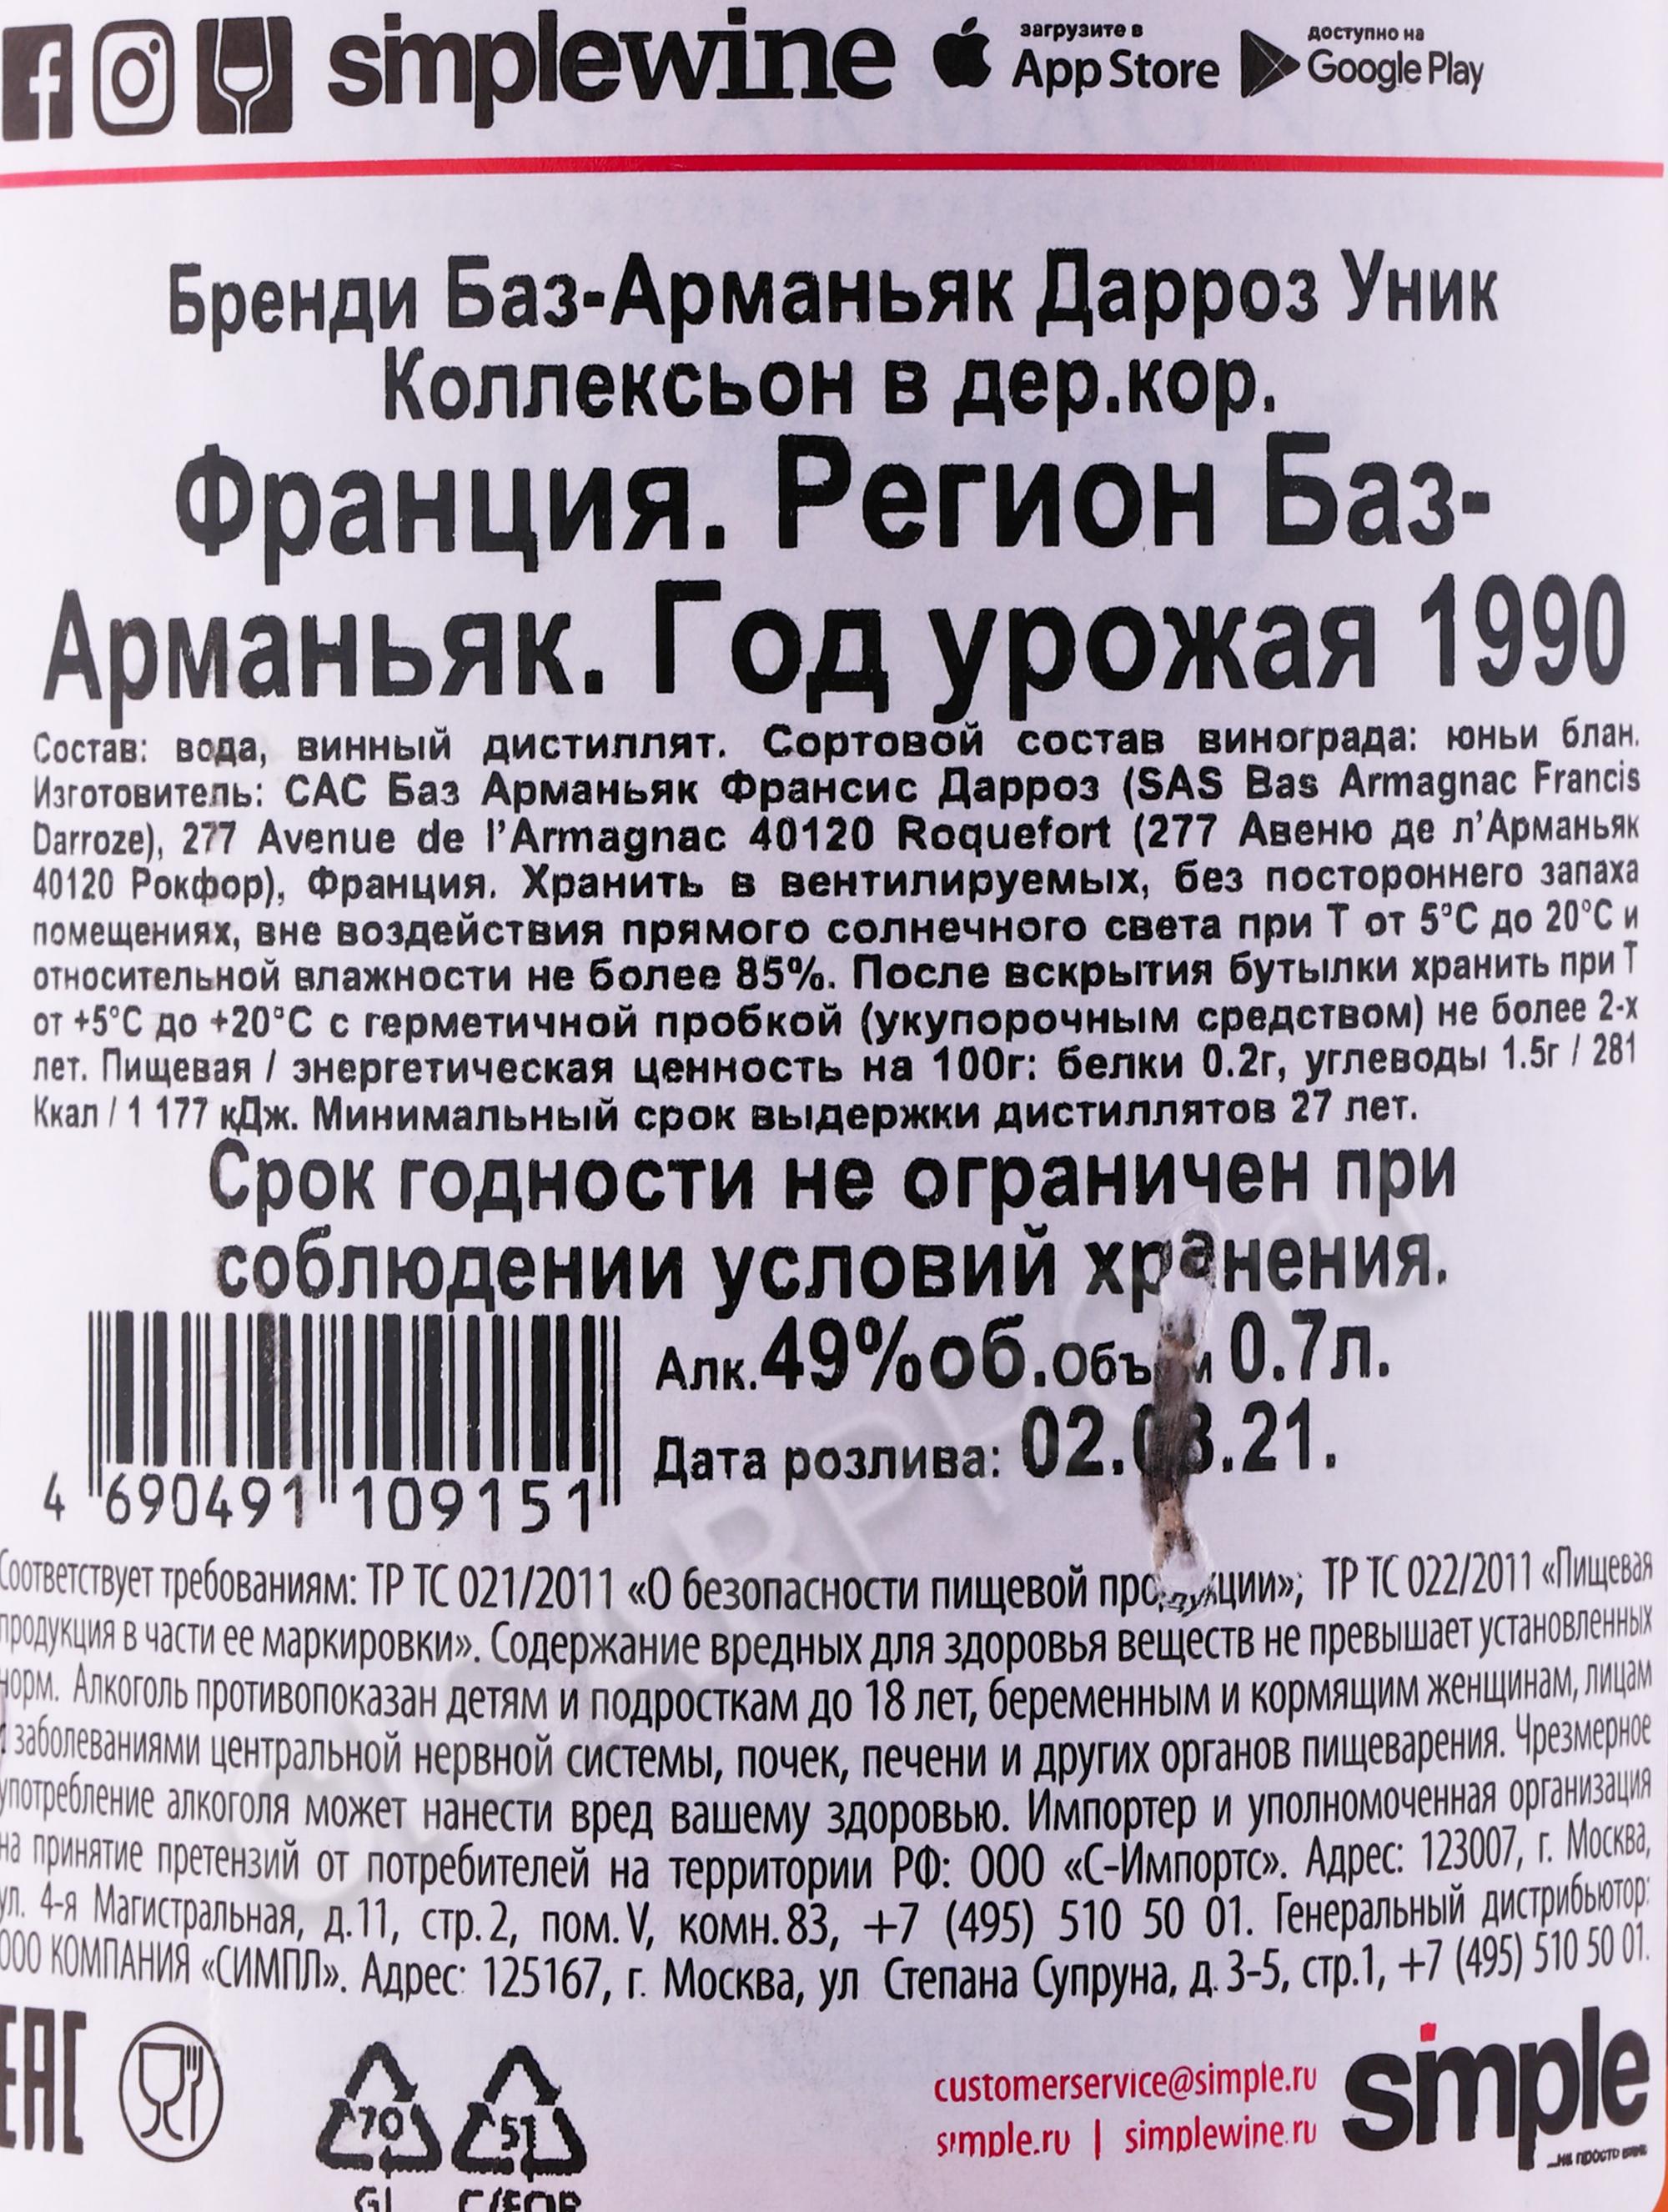 simplewine загрузите в App Store доступно на Google Play
Бренди Баз-Арманьяк Дарроз Уник
Коллексьон в дер.кор.
Франция. Регион Баз-
Арманьяк. Год урожая 1990
Состав: вода, винный дистиллят. Сортовой состав винограда: юньи блан.
Изготовитель: САС Баз Арманьяк Франсис Дарроз (SAS Bas Armagnac Francis
Darroze), 277 Avenue de l'Armagnac 40120 Roquefort (277 Авеню де л'Арманьяк
40120 Рокфор), Франция. Хранить в вентилируемых, без постороннего запаха
помещениях, вне воздействия прямого солнечного света при Т от 5°С до 20°С и
относительной влажности не более 85%. После вскрытия бутылки хранить при Т
от +5°С до +20°С с герметичной пробкой (укупорочным средством) не более 2-х
лет. Пищевая / энергетическая ценность на 100г: белки 0.2г, углеводы 1.5г / 281
Ккал / 1 177 кДж. Минимальный срок выдержки дистиллятов 27 лет.
Срок годности не ограничен при
соблюдении условий хранения.
Алк.49%об. 0.7л.
Дата розлива:
4 690491 109151
Соответствует требованиям: ТР ТС 021/2011 «О безопасности пищевой продукции»; ТР ТС 022/2011 «Пищевая
продукция в части ее маркировки». Содержание вредных для здоровья веществ не превышает установленных
норм. Алкоголь противопоказан детям и подросткам до 18 лет, беременным и кормящим женщинам, лицам
с заболеваниями центральной нервной системы, почек, печени и других органов пищеварения. Чрезмерное
употребление алкоголя может нанести вред вашему здоровью. Импортер и уполномоченная организация
на принятие претензий от потребителей на территории РФ: ООО «С-Импортс». Адрес: 123007, г. Москва,
ул. 4-я Магистральная, д.11, стр.2, пом.V, комн.83, +7 (495) 510 50 01. Генеральный дистрибьютор:
ООО КОМПАНИЯ «СИМПЛ». Адрес: 125167, г. Москва, ул Степана Супруна, д. 3-5, стр.1, +7 (495) 510 50 01.
EAC 70 51
GL C/FOR
customerservice@simple.ru
simple.ru | simplewine.ru
simple
...не просто вино